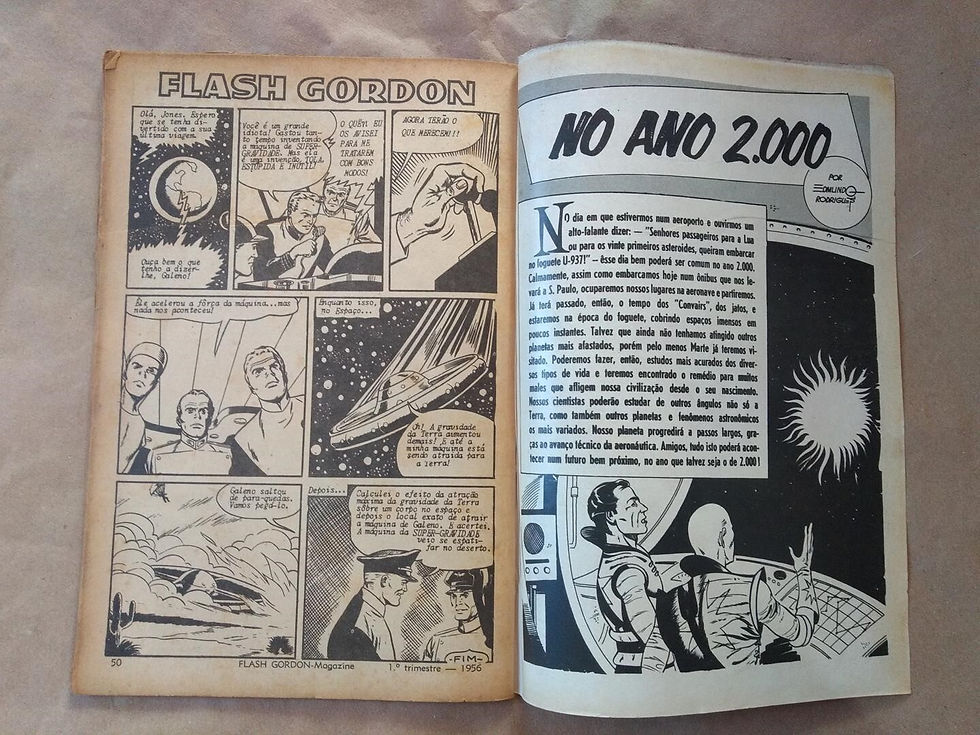 FLASH GORDON
Olá, Jones. Espero
que se tenha di-
vertido com a sua
última viagem.
Ouça bem o que
tenho a dizer-
lhe, Galeno!
Você é um grande
idiota! Gastou tan-
to tempo inventando
a máquina de SUPER-
GRAVIDADE. Mas ela
é uma invenção TOLA,
ESTÚPIDA E INÚTIL!
O QUÊ?! EU
OS AVISEI
PARA ME
TRATAREM
COM BONS
MODOS!
AGORA TERÃO O
QUE MERECEM!!!
Êle acelerou a fôrça da máquina...mas
nada nos aconteceu!
Enquanto isso,
no Espaço...
Oh! A gravidade
da Terra aumentou
demais! E até a
minha máquina está
sendo atraída para
a Terra!
Galeno saltou
de para-quedas.
Vamos pegá-lo.
Depois...
Calculei o efeito da atração
máxima da gravidade da Terra
sôbre um corpo no espaço e
depois o local exato de atrair
a máquina de Galeno. E acertei.
A máquina da SUPER-GRAVIDADE
veio se espati-
far no deserto.
-FIM-
50 FLASH GORDON-Magazine 1.º trimestre — 1956
NO ANO 2.000
POR
EDMUNDO
RODRIGUES
No dia em que estivermos num aeroporto e ouvirmos um
alto-falante dizer: — "Senhores passageiros para a Lua
ou para os vinte primeiros asteroides, queiram embarcar
no foguete U-937!" — êsse dia bem poderá ser comum no ano 2.000.
Calmamente, assim como embarcamos hoje num ônibus que nos le-
vará a S. Paulo, ocuparemos nossos lugares na aeronave e partiremos.
Já terá passado, então, o tempo dos "Convairs", dos jatos, e
estaremos na época do foguete, cobrindo espaços imensos em
poucos instantes. Talvez que ainda não tenhamos atingido outros
planetas mais afastados, porém pelo menos Marte já teremos vi-
sitado. Poderemos fazer, então, estudos mais acurados dos diver-
sos tipos de vida e teremos encontrado o remédio para muitos
males que afligem nossa civilização desde o seu nascimento.
Nossos cientistas poderão estudar de outros ângulos não só a
Terra, como também outros planetas e fenômenos astronômicos
os mais variados. Nosso planeta progredirá a passos largos, gra-
ças ao avanço técnico da aeronáutica. Amigos, tudo isto poderá acon-
tecer num futuro bem próximo, no ano que talvez seja o de 2.000!